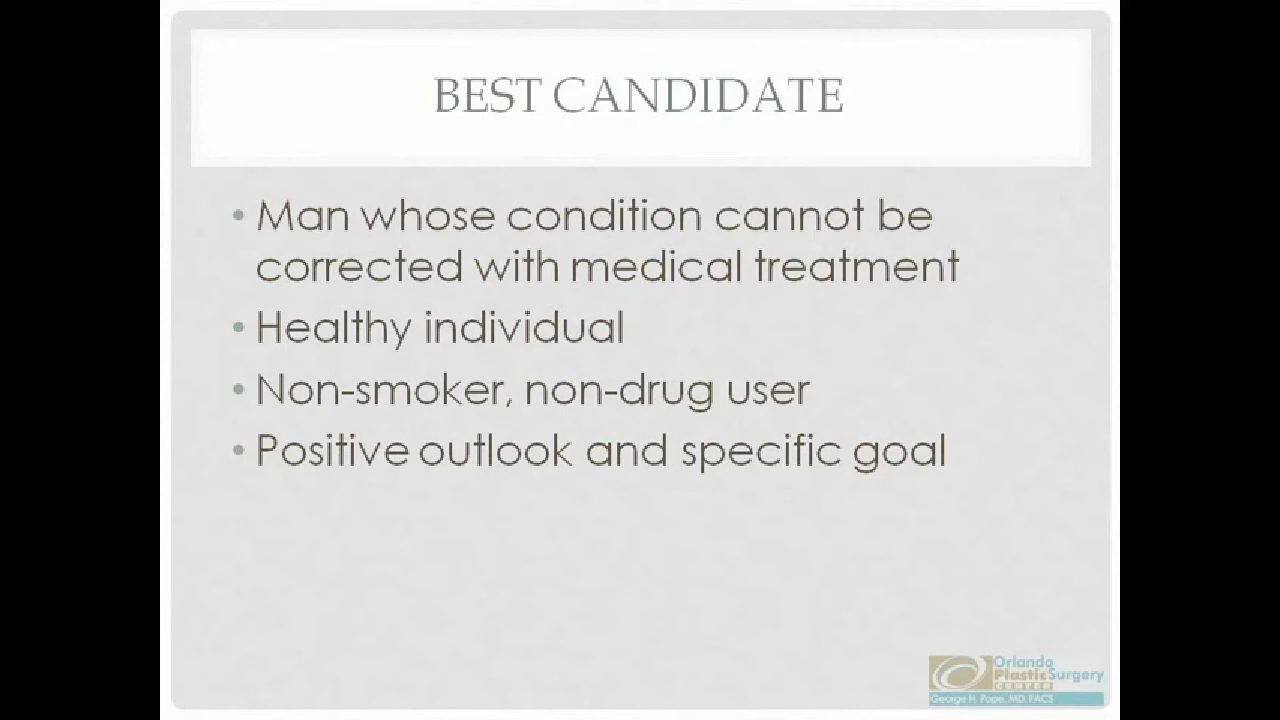 BEST CANDIDATE
• Man whose condition cannot be
corrected with medical treatment
• Healthy individual
• Non-smoker, non-drug user
• Positive outlook and specific goal
Orlando
Plastic Surgery
CENTER
George H. Pope, MD, FACS